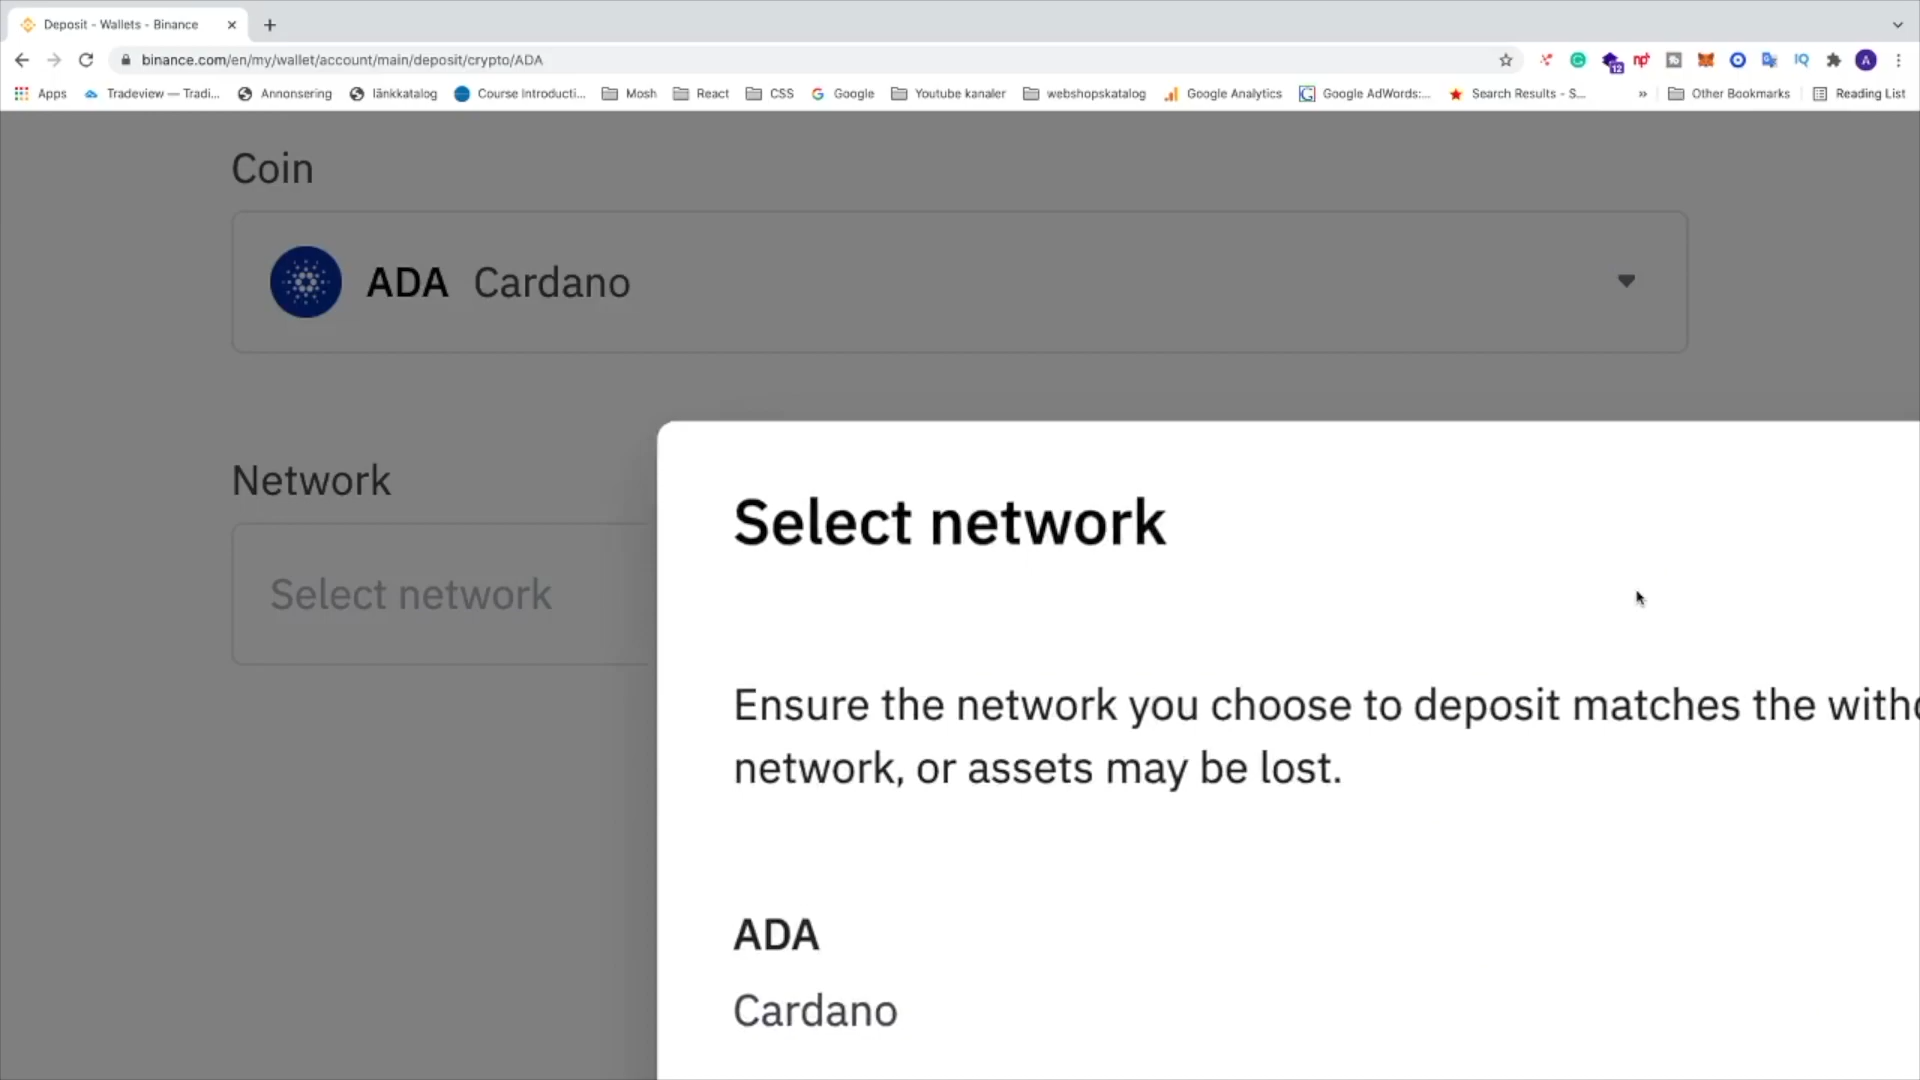 Deposit - Wallets - Binance
binance.com/en/my/wallet/account/main/deposit/crypto/ADA
12
IQ
A
Apps
Tradeview — Tradi...
Annonsering
länkkatalog
Course Introducti...
Mosh
React
CSS
Google
Youtube kanaler
webshopskatalog
Google Analytics
Google AdWords:...
Search Results - S...
»
Other Bookmarks
Reading List
Coin
ADA Cardano
Network
Select network
Select network
Ensure the network you choose to deposit matches the
network, or assets may be lost.
ADA
Cardano